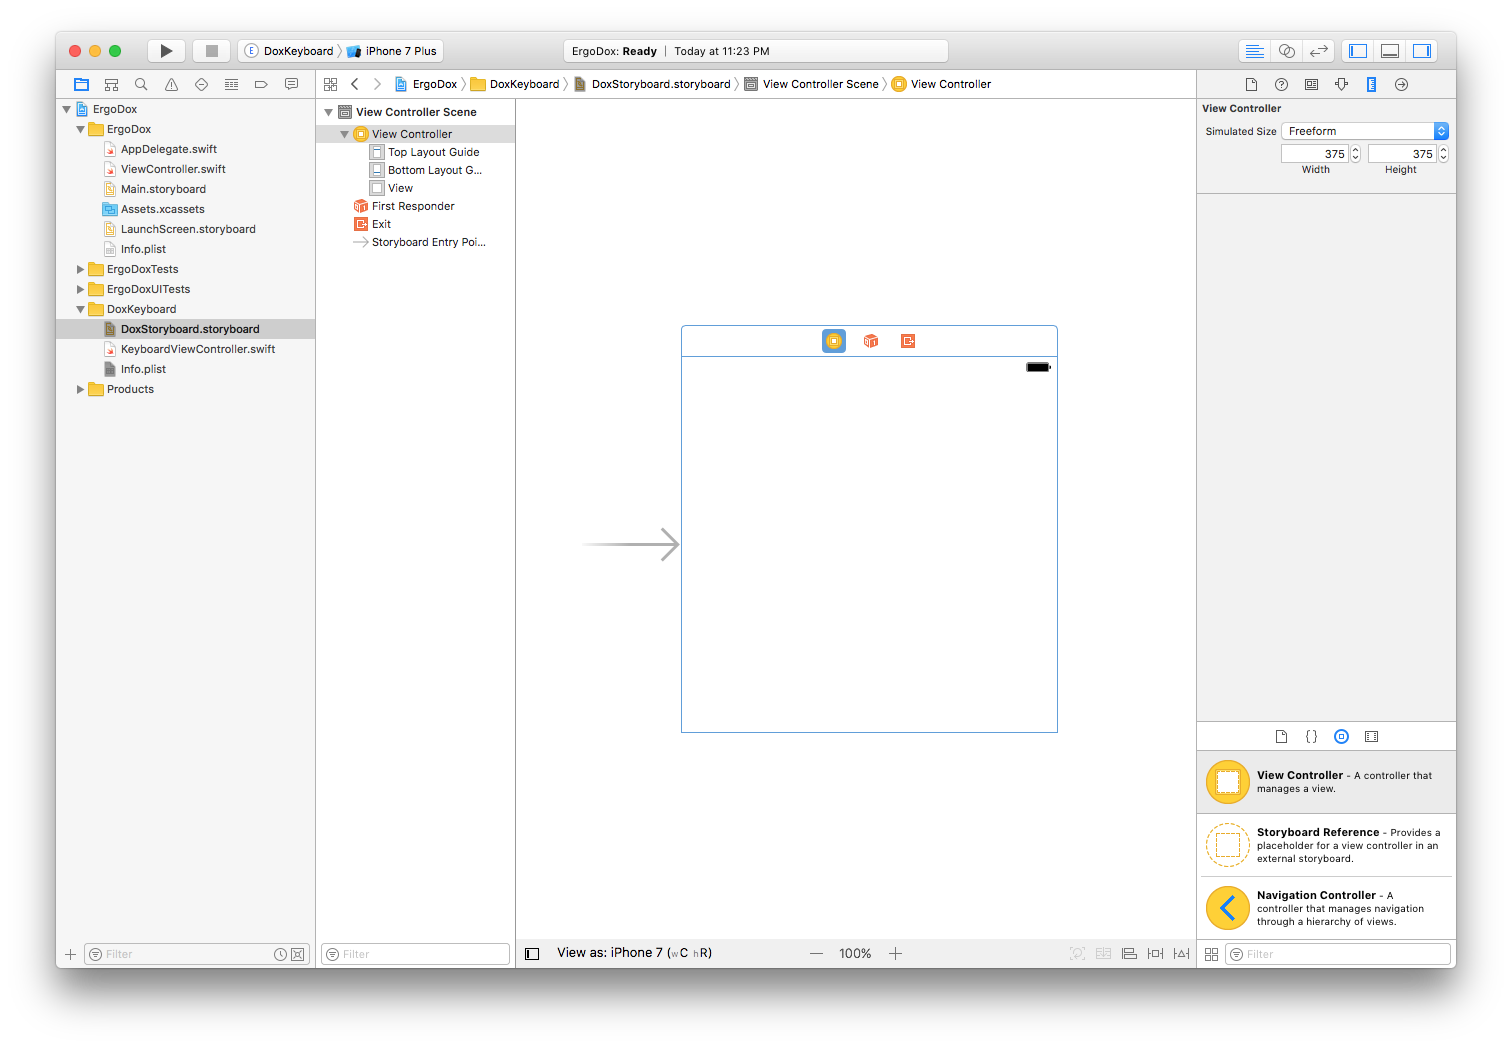 DoxKeyboard
iPhone 7 Plus
ErgoDox: Ready
Today at 11:23 PM
ErgoDox
DoxKeyboard
DoxStoryboard.storyboard
View Controller Scene
View Controller
ErgoDox
ErgoDox
AppDelegate.swift
ViewController.swift
Main.storyboard
Assets.xcassets
LaunchScreen.storyboard
Info.plist
ErgoDoxTests
ErgoDoxUITests
DoxKeyboard
DoxStoryboard.storyboard
KeyboardViewController.swift
Info.plist
Products
Filter
View Controller Scene
View Controller
Top Layout Guide
Bottom Layout G...
View
First Responder
Exit
Storyboard Entry Poi...
Filter
View as: iPhone 7 (wC hR)
100%
View Controller
Simulated Size
Freeform
375
375
Width
Height
View Controller - A controller that
manages a view.
Storyboard Reference - Provides a
placeholder for a view controller in an
external storyboard.
Navigation Controller - A
controller that manages navigation
through a hierarchy of views.
Filter